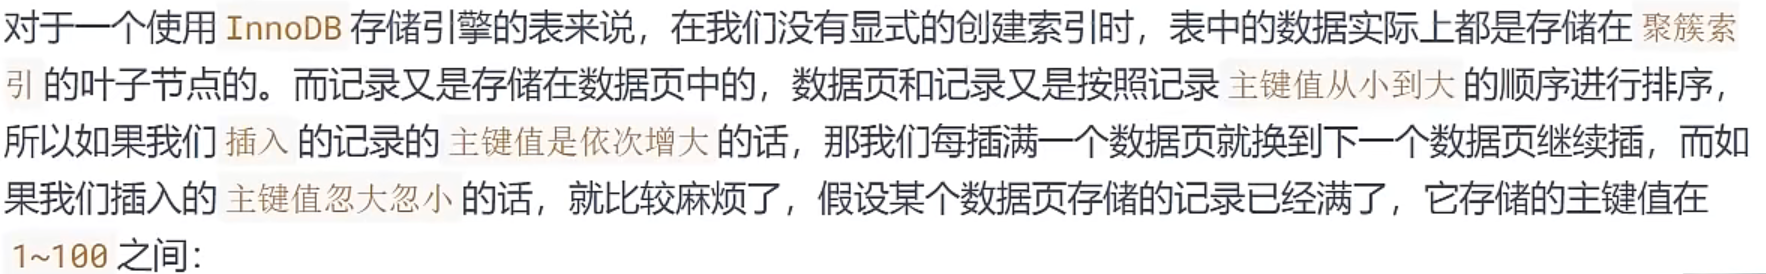 对于一个使用 InnoDB 存储引擎的表来说，在我们没有显式的创建索引时，表中的数据实际上都是存储在 聚簇索
引 的叶子节点的。而记录又是存储在数据页中的，数据页和记录又是按照记录 主键值从小到大 的顺序进行排序，
所以如果我们 插入 的记录的 主键值是依次增大 的话，那我们每插满一个数据页就换到下一个数据页继续插，而如
果我们插入的 主键值忽大忽小 的话，就比较麻烦了，假设某个数据页存储的记录已经满了，它存储的主键值在
1~100 之间：